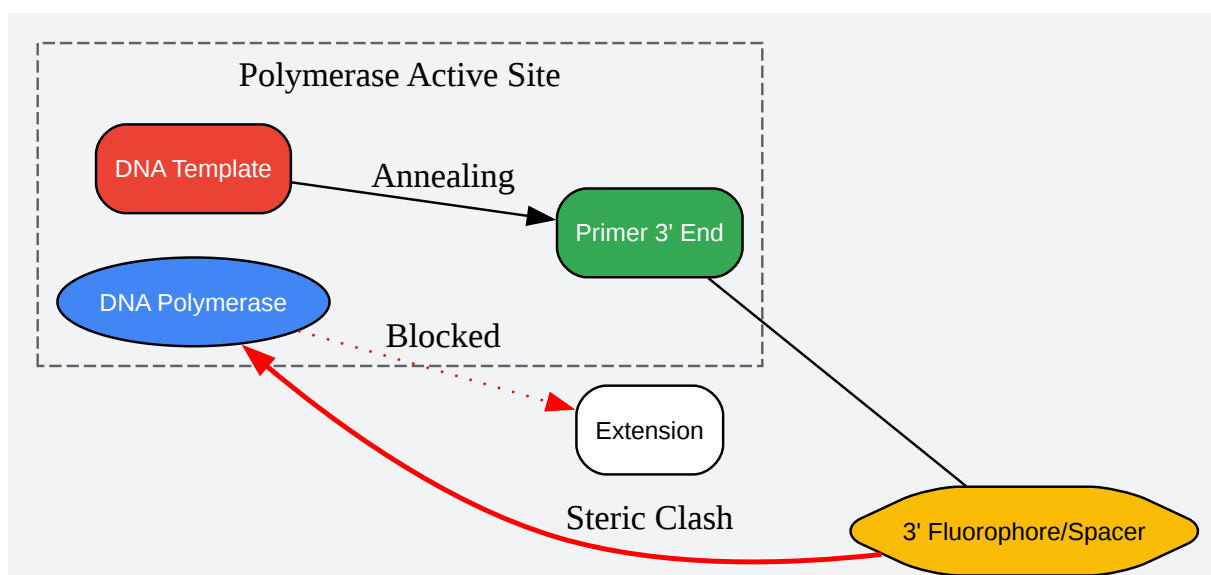 Polymerase Active Site
DNA Template
Annealing
Primer 3' End
DNA Polymerase
Blocked
Extension
Steric Clash
3' Fluorophore/Spacer